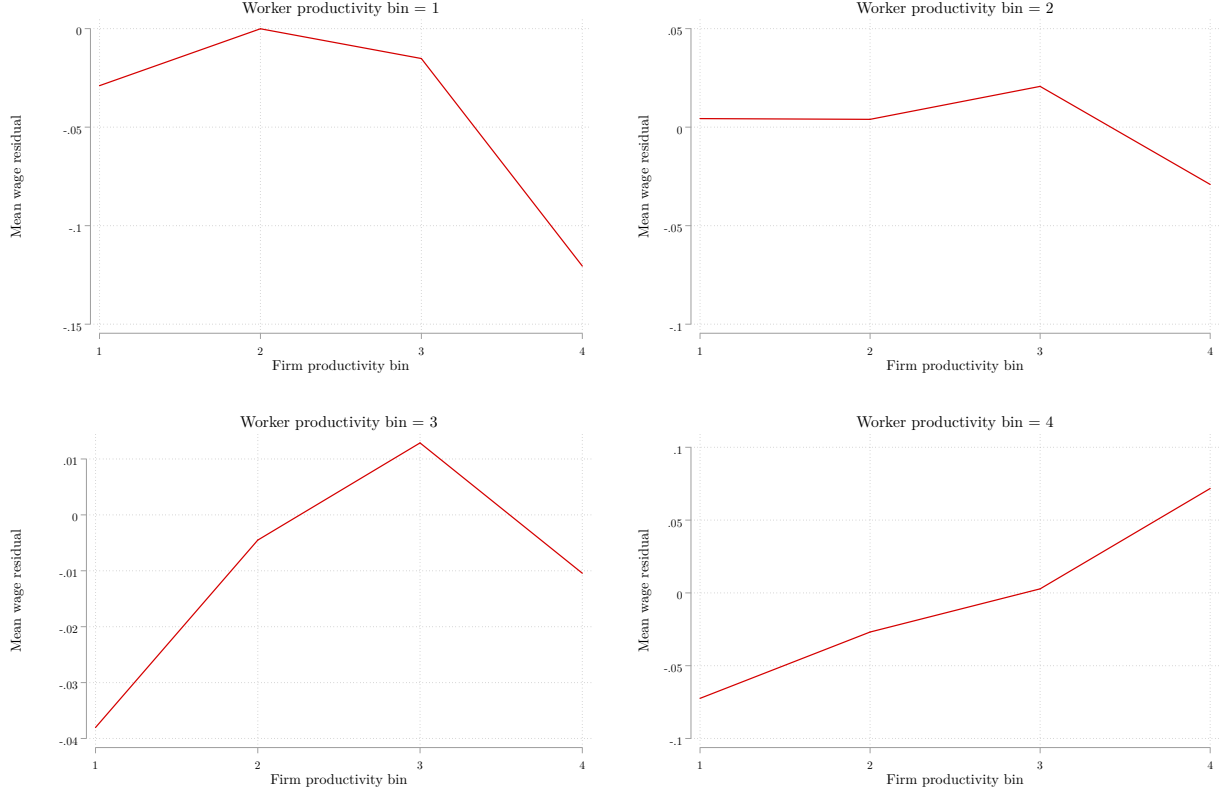 Worker productivity bin = 1
Mean wage residual
0
-.05
-.1
-.15
1 2 3 4
Firm productivity bin
Worker productivity bin = 2
Mean wage residual
.05
0
-.05
-.1
1 2 3 4
Firm productivity bin
Worker productivity bin = 3
Mean wage residual
.01
0
-.01
-.02
-.03
-.04
1 2 3 4
Firm productivity bin
Worker productivity bin = 4
Mean wage residual
.1
.05
0
-.05
-.1
1 2 3 4
Firm productivity bin